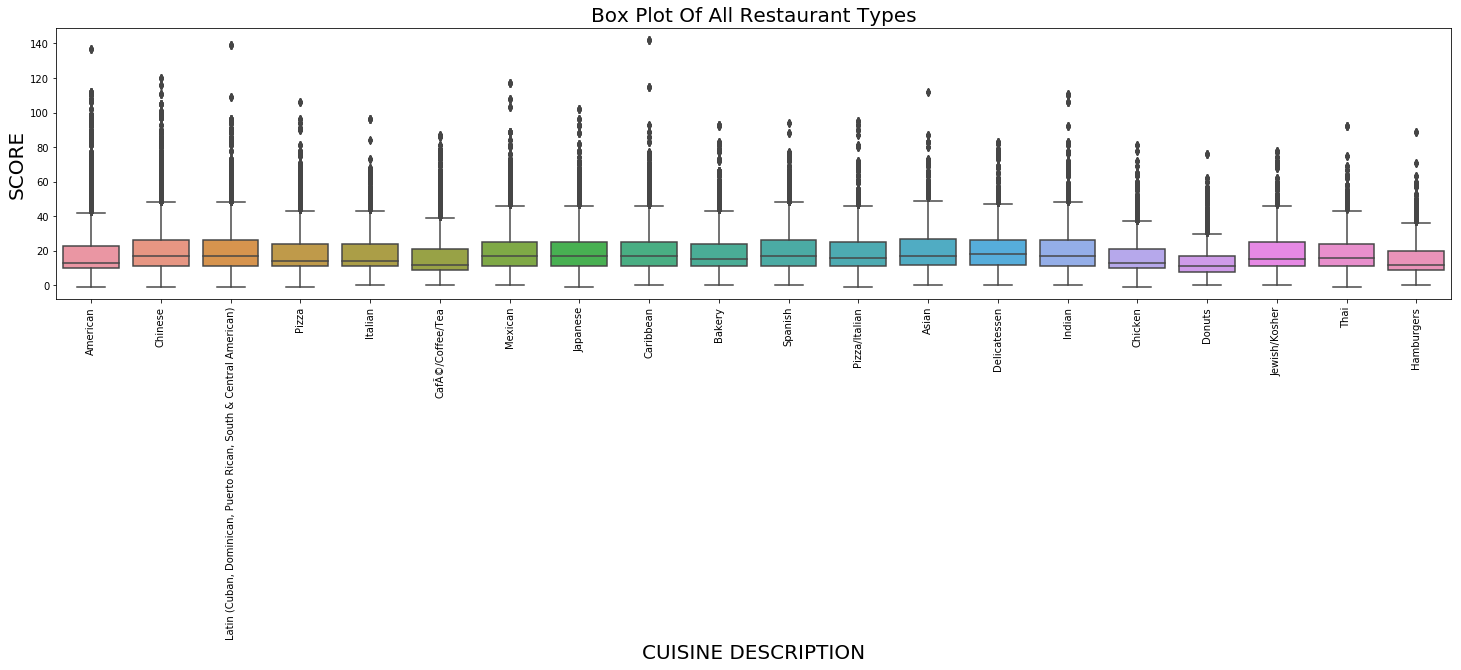 Box Plot Of All Restaurant Types
SCORE
140
120
100
80
60
40
20
0
American
Chinese
Latin (Cuban, Dominican, Puerto Rican, South & Central American)
Pizza
Italian
CafÃ©/Coffee/Tea
Mexican
Japanese
Caribbean
Bakery
Spanish
Pizza/Italian
Asian
Delicatessen
Indian
Chicken
Donuts
Jewish/Kosher
Thai
Hamburgers
CUISINE DESCRIPTION